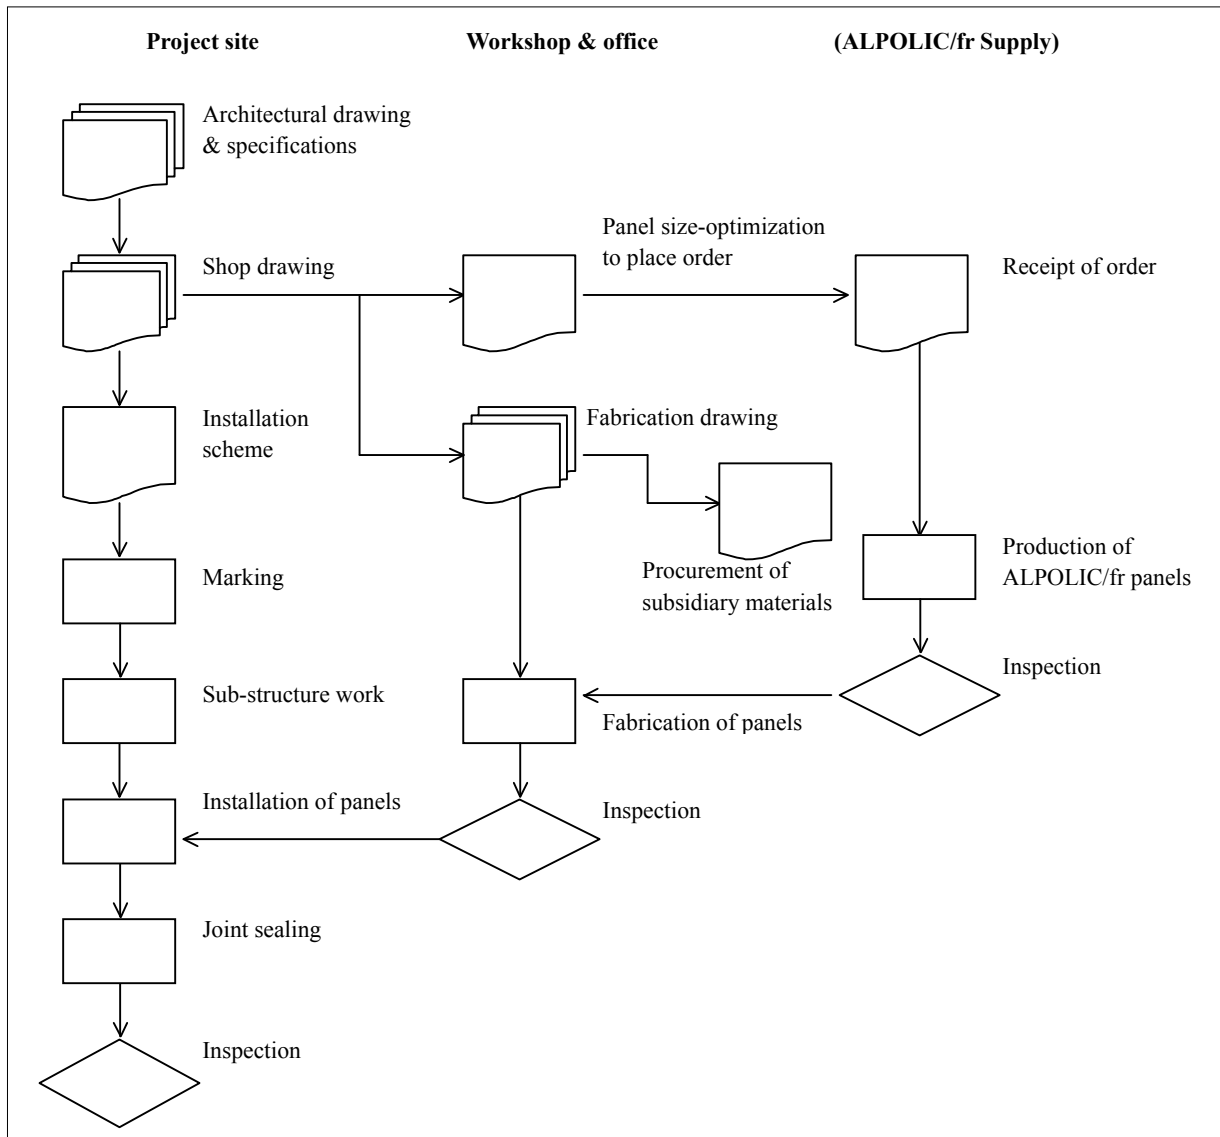 Project site
Workshop & office
(ALPOLIC/fr Supply)
Architectural drawing
& specifications
Panel size-optimization
to place order
Shop drawing
Receipt of order
Installation
scheme
Fabrication drawing
Marking
Procurement of
subsidiary materials
Production of
ALPOLIC/fr panels
Sub-structure work
Fabrication of panels
Inspection
Installation of panels
Inspection
Joint sealing
Inspection